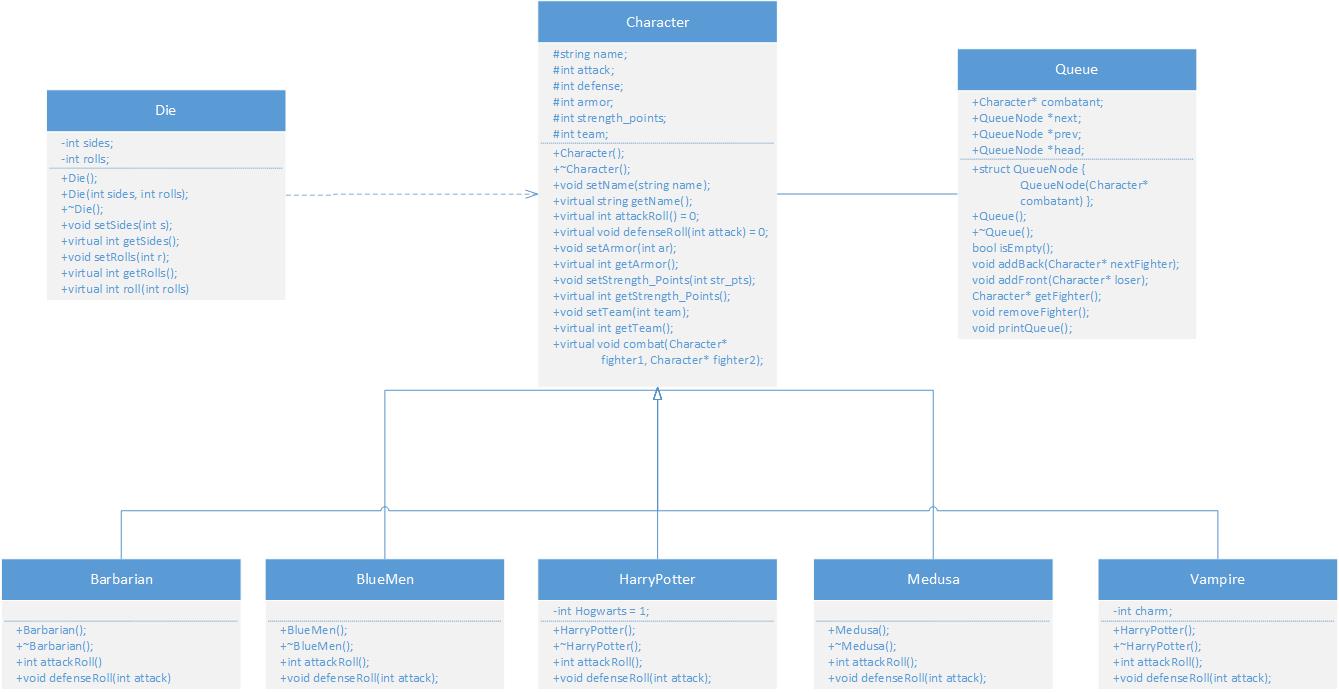 Character
#string name;
#int attack;
#int defense;
#int armor;
#int strength_points;
#int team;
+Character();
+~Character();
+void setName(string name);
+virtual string getName();
+virtual int attackRoll() = 0;
+virtual void defenseRoll(int attack) = 0;
+void setArmor(int ar);
+virtual int getArmor();
+void setStrength_Points(int str_pts);
+virtual int getStrength_Points();
+void setTeam(int team);
+virtual int getTeam();
+virtual void combat(Character*
fighter1, Character* fighter2);
Die
-int sides;
-int rolls;
+Die();
+Die(int sides, int rolls);
+~Die();
+void setSides(int s);
+virtual int getSides();
+void setRolls(int r);
+virtual int getRolls();
+virtual int roll(int rolls)
Queue
+Character* combatant;
+QueueNode *next;
+QueueNode *prev;
+QueueNode *head;
+struct QueueNode {
QueueNode(Character*
combatant) };
+Queue();
+~Queue();
bool isEmpty();
void addBack(Character* nextFighter);
void addFront(Character* loser);
Character* getFighter();
void removeFighter();
void printQueue();
Barbarian
+Barbarian();
+~Barbarian();
+int attackRoll()
+void defenseRoll(int attack)
BlueMen
+BlueMen();
+~BlueMen();
+int attackRoll();
+void defenseRoll(int attack);
HarryPotter
-int Hogwarts = 1;
+HarryPotter();
+~HarryPotter();
+int attackRoll();
+void defenseRoll(int attack);
Medusa
+Medusa();
+~Medusa();
+int attackRoll();
+void defenseRoll(int attack);
Vampire
-int charm;
+HarryPotter();
+~HarryPotter();
+int attackRoll();
+void defenseRoll(int attack);